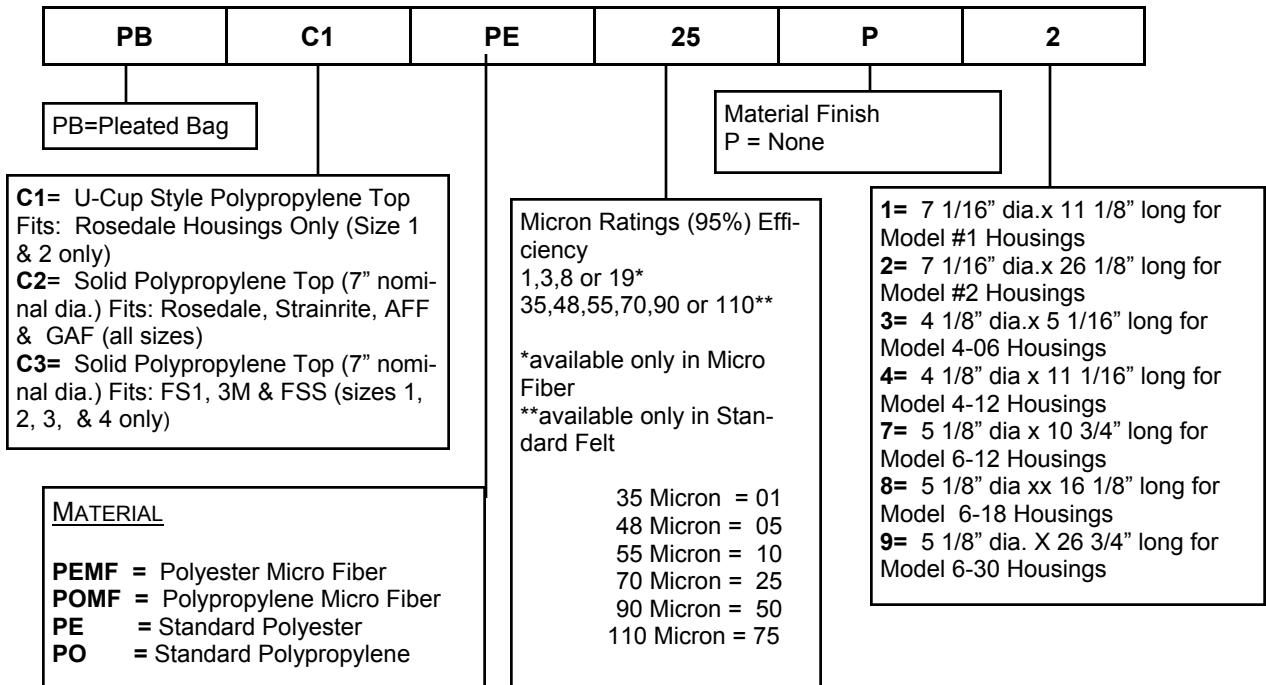 PB C1 PE 25 P 2
PB=Pleated Bag
C1= U-Cup Style Polypropylene Top
Fits: Rosedale Housings Only (Size 1
& 2 only)
C2= Solid Polypropylene Top (7” nomi-
nal dia.) Fits: Rosedale, Strainrite, AFF
& GAF (all sizes)
C3= Solid Polypropylene Top (7” nomi-
nal dia.) Fits: FS1, 3M & FSS (sizes 1,
2, 3, & 4 only)
MATERIAL
PEMF = Polyester Micro Fiber
POMF = Polypropylene Micro Fiber
PE = Standard Polyester
PO = Standard Polypropylene
Micron Ratings (95%) Effi-
ciency
1,3,8 or 19*
35,48,55,70,90 or 110**
*available only in Micro
Fiber
**available only in Stan-
dard Felt
35 Micron = 01
48 Micron = 05
55 Micron = 10
70 Micron = 25
90 Micron = 50
110 Micron = 75
Material Finish
P = None
1= 7 1/16” dia.x 11 1/8” long for
Model #1 Housings
2= 7 1/16” dia.x 26 1/8” long for
Model #2 Housings
3= 4 1/8” dia.x 5 1/16” long for
Model 4-06 Housings
4= 4 1/8” dia x 11 1/16” long for
Model 4-12 Housings
7= 5 1/8” dia x 10 3/4” long for
Model 6-12 Housings
8= 5 1/8” dia xx 16 1/8” long for
Model 6-18 Housings
9= 5 1/8” dia. X 26 3/4” long for
Model 6-30 Housings